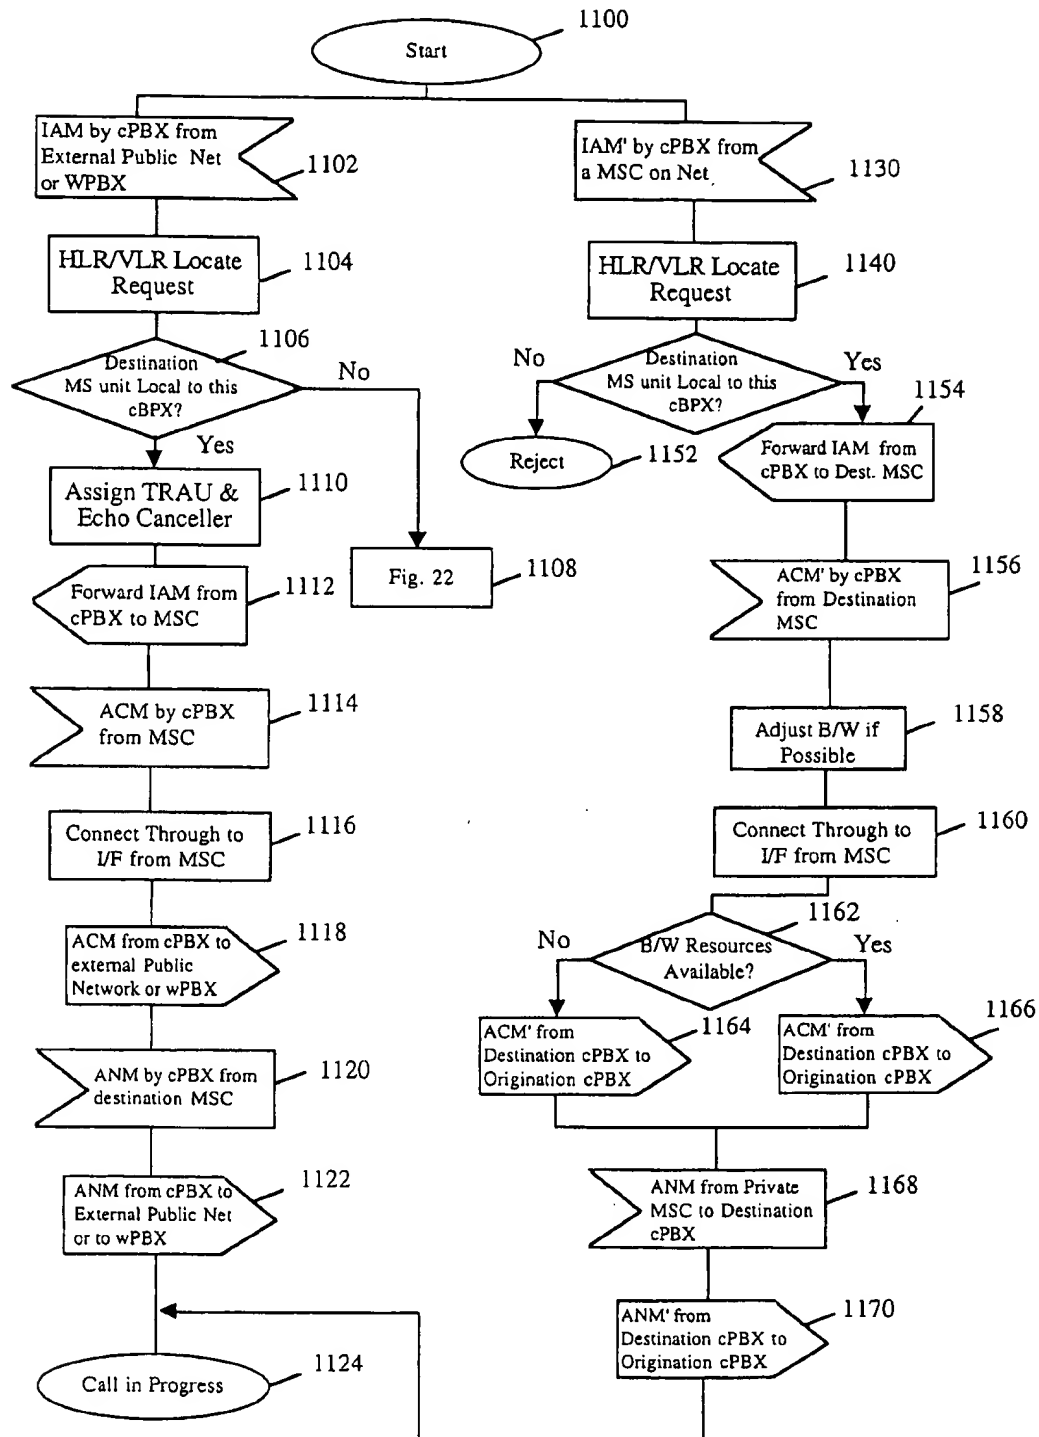 Start
1100
IAM by cPBX from
External Public Net
or WPBX
1102
HLR/VLR Locate
Request
1104
Destination
MS unit Local to this
cBPX?
1106
No
Yes
Assign TRAU &
Echo Canceller
1110
Fig. 22
1108
Forward IAM from
cPBX to MSC
1112
ACM by cPBX
from MSC
1114
Connect Through to
I/F from MSC
1116
ACM from cPBX to
external Public
Network or wPBX
1118
ANM by cPBX from
destination MSC
1120
ANM from cPBX to
External Public Net
or to wPBX
1122
Call in Progress
1124
IAM' by cPBX from
a MSC on Net
1130
HLR/VLR Locate
Request
1140
No
Destination
MS unit Local to this
cBPX?
Yes
Reject
1152
Forward IAM from
cPBX to Dest. MSC
1154
ACM' by cPBX
from Destination
MSC
1156
Adjust B/W if
Possible
1158
Connect Through to
I/F from MSC
1160
No
B/W Resources
Available?
1162
Yes
ACM' from
Destination cPBX to
Origination cPBX
1164
ACM' from
Destination cPBX to
Origination cPBX
1166
ANM from Private
MSC to Destination
cPBX
1168
ANM' from
Destination cPBX to
Origination cPBX
1170